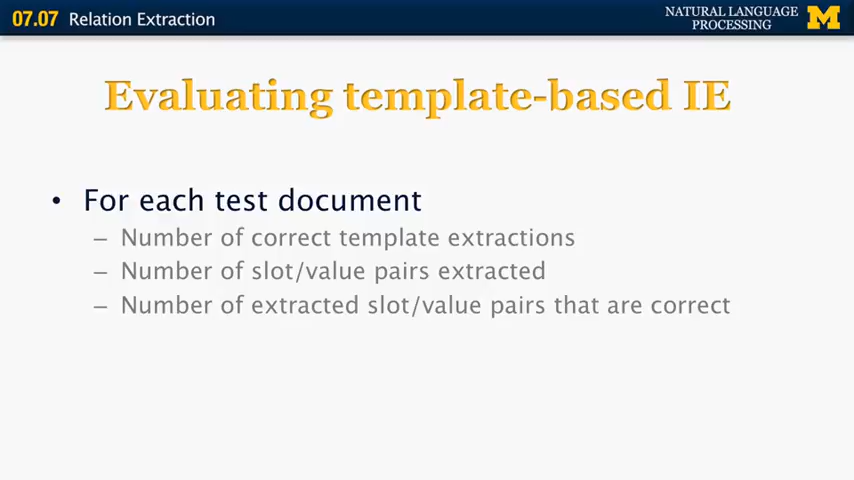 07.07 Relation Extraction
NATURAL LANGUAGE
PROCESSING
M
Evaluating template-based IE
• For each test document
– Number of correct template extractions
– Number of slot/value pairs extracted
– Number of extracted slot/value pairs that are correct